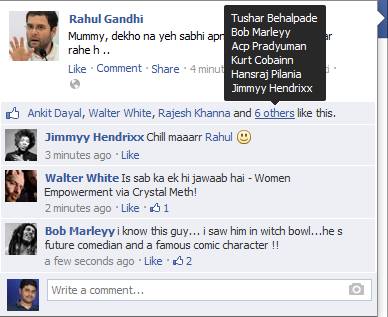 Rahul Gandhi
Mummy, dekho na yeh sabhi apn
rahe h ..
Like · Comment · Share · 4 minut
Tushar Behalpade
Bob Marleyy
Acp Pradyuman
Kurt Cobainn
Hansraj Pilania
Jimmyy Hendrixx
Ankit Dayal, Walter White, Rajesh Khanna and 6 others like this.
Jimmyy Hendrixx Chill maaarr Rahul
3 minutes ago · Like
Walter White Is sab ka ek hi jawaab hai - Women
Empowerment via Crystal Meth!
2 minutes ago · Like · 1
Bob Marleyy i know this guy... i saw him in witch bowl...he s
future comedian and a famous comic character !!
a few seconds ago · Like · 2
Write a comment...